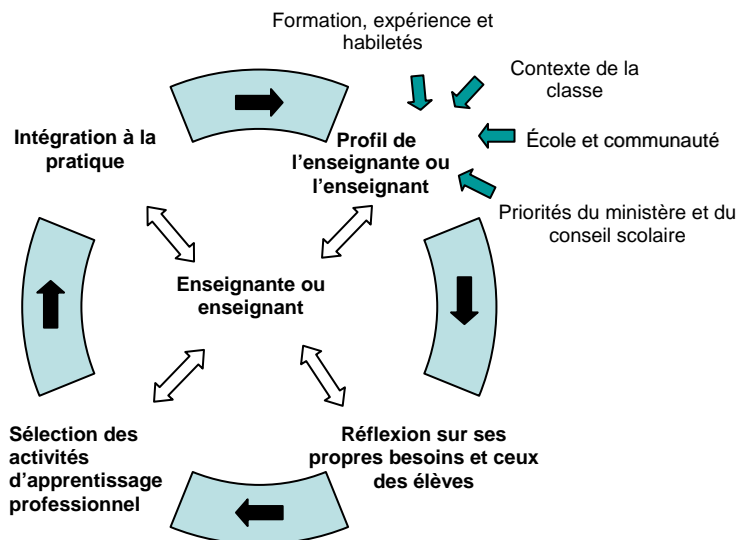 Formation, expérience et
habiletés
Contexte de la
classe
École et communauté
Priorités du ministère et du
conseil scolaire
Intégration à la
pratique
Profil de
l’enseignante ou
l’enseignant
Enseignante ou
enseignant
Sélection des
activités
d’apprentissage
professionnel
Réflexion sur ses
propres besoins et ceux
des élèves